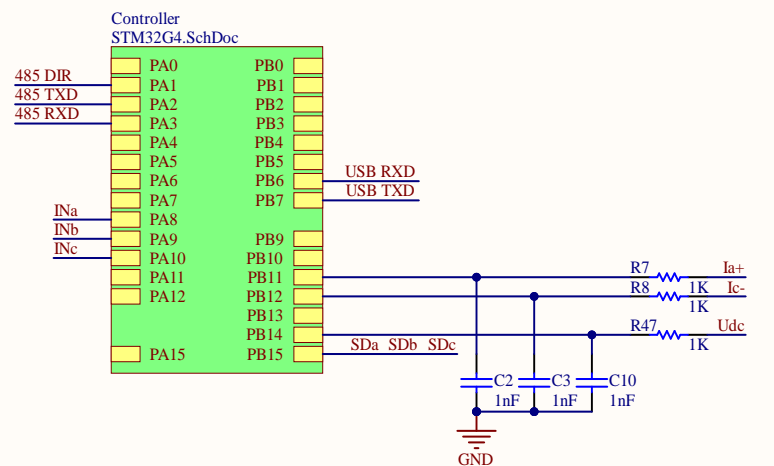 Controller
STM32G4.SchDoc
PA0 PB0
485 DIR PA1 PB1
485 TXD PA2 PB2
485 RXD PA3 PB3
PA4 PB4
PA5 PB5
PA6 PB6 USB RXD
PA7 PB7 USB TXD
INa PA8
INb PA9 PB9
INc PA10 PB10
PA11 PB11 R7 1K Ia+
PA12 PB12 R8 1K Ic-
PB13
PB14 R47 1K Udc
PA15 PB15 SDa SDb SDc
C2 C3 C10
1nF 1nF 1nF
GND